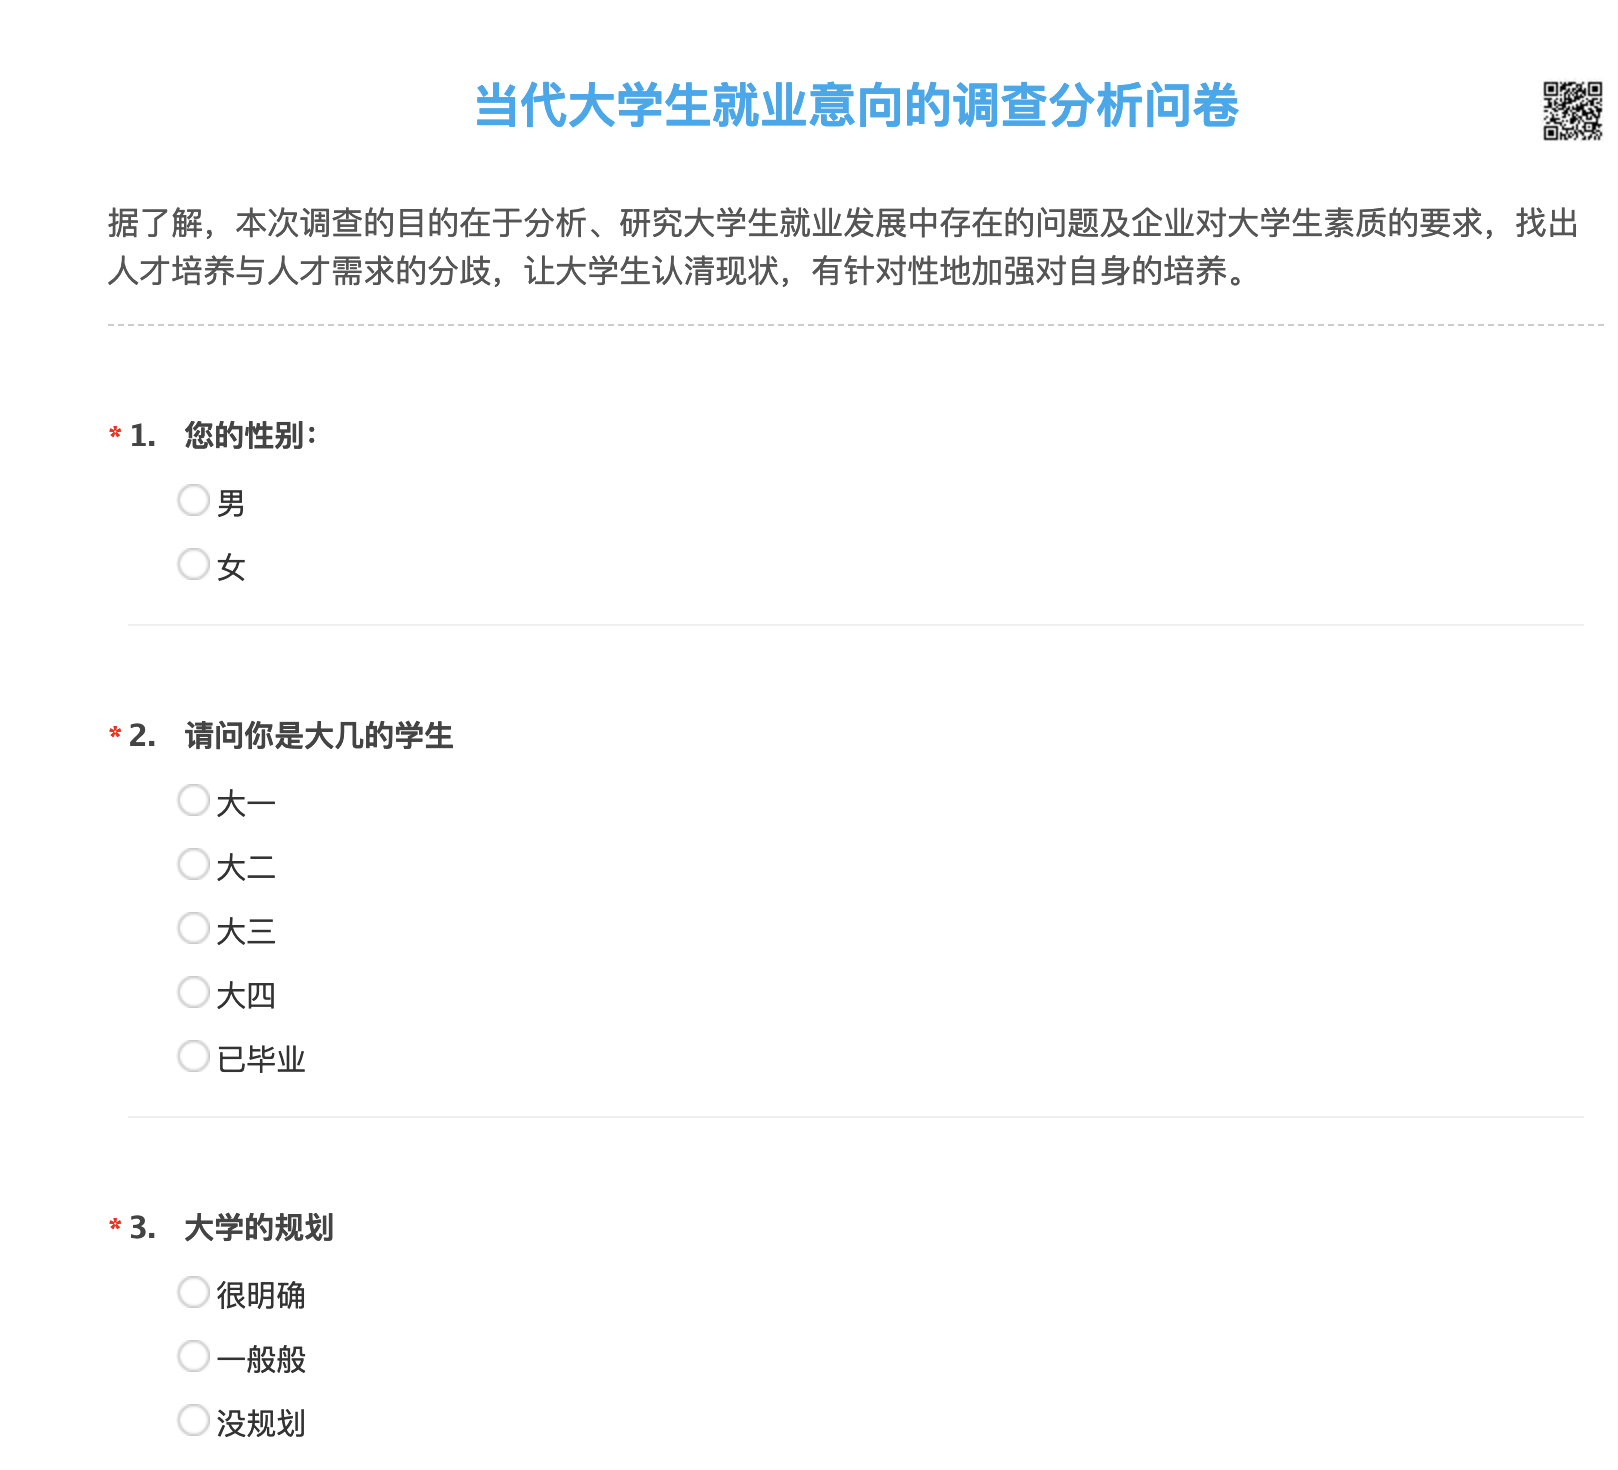 当代大学生就业意向的调查分析问卷
据了解，本次调查的目的在于分析、研究大学生就业发展中存在的问题及企业对大学生素质的要求，找出
人才培养与人才需求的分歧，让大学生认清现状，有针对性地加强对自身的培养。
* 1. 您的性别：
男
女
* 2. 请问你是大几的学生
大一
大二
大三
大四
已毕业
* 3. 大学的规划
很明确
一般般
没规划